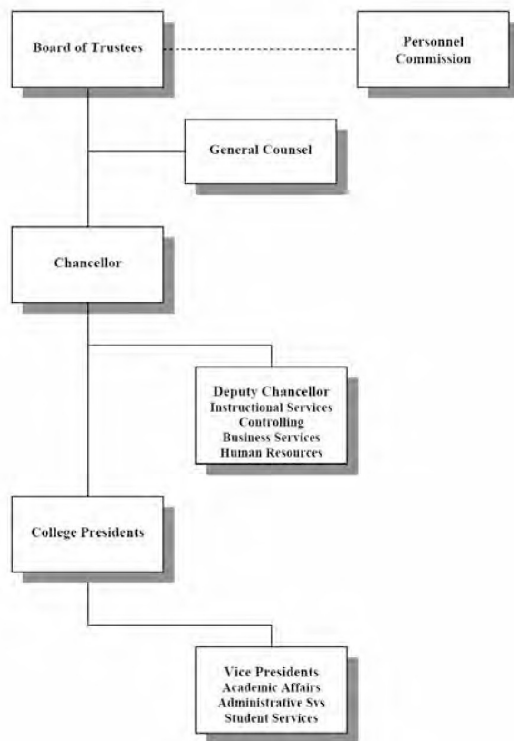 Board of Trustees
Personnel
Commission
General Counsel
Chancellor
Deputy Chancellor
Instructional Services
Controlling
Business Services
Human Resources
College Presidents
Vice Presidents
Academic Affairs
Administrative Svs
Student Services